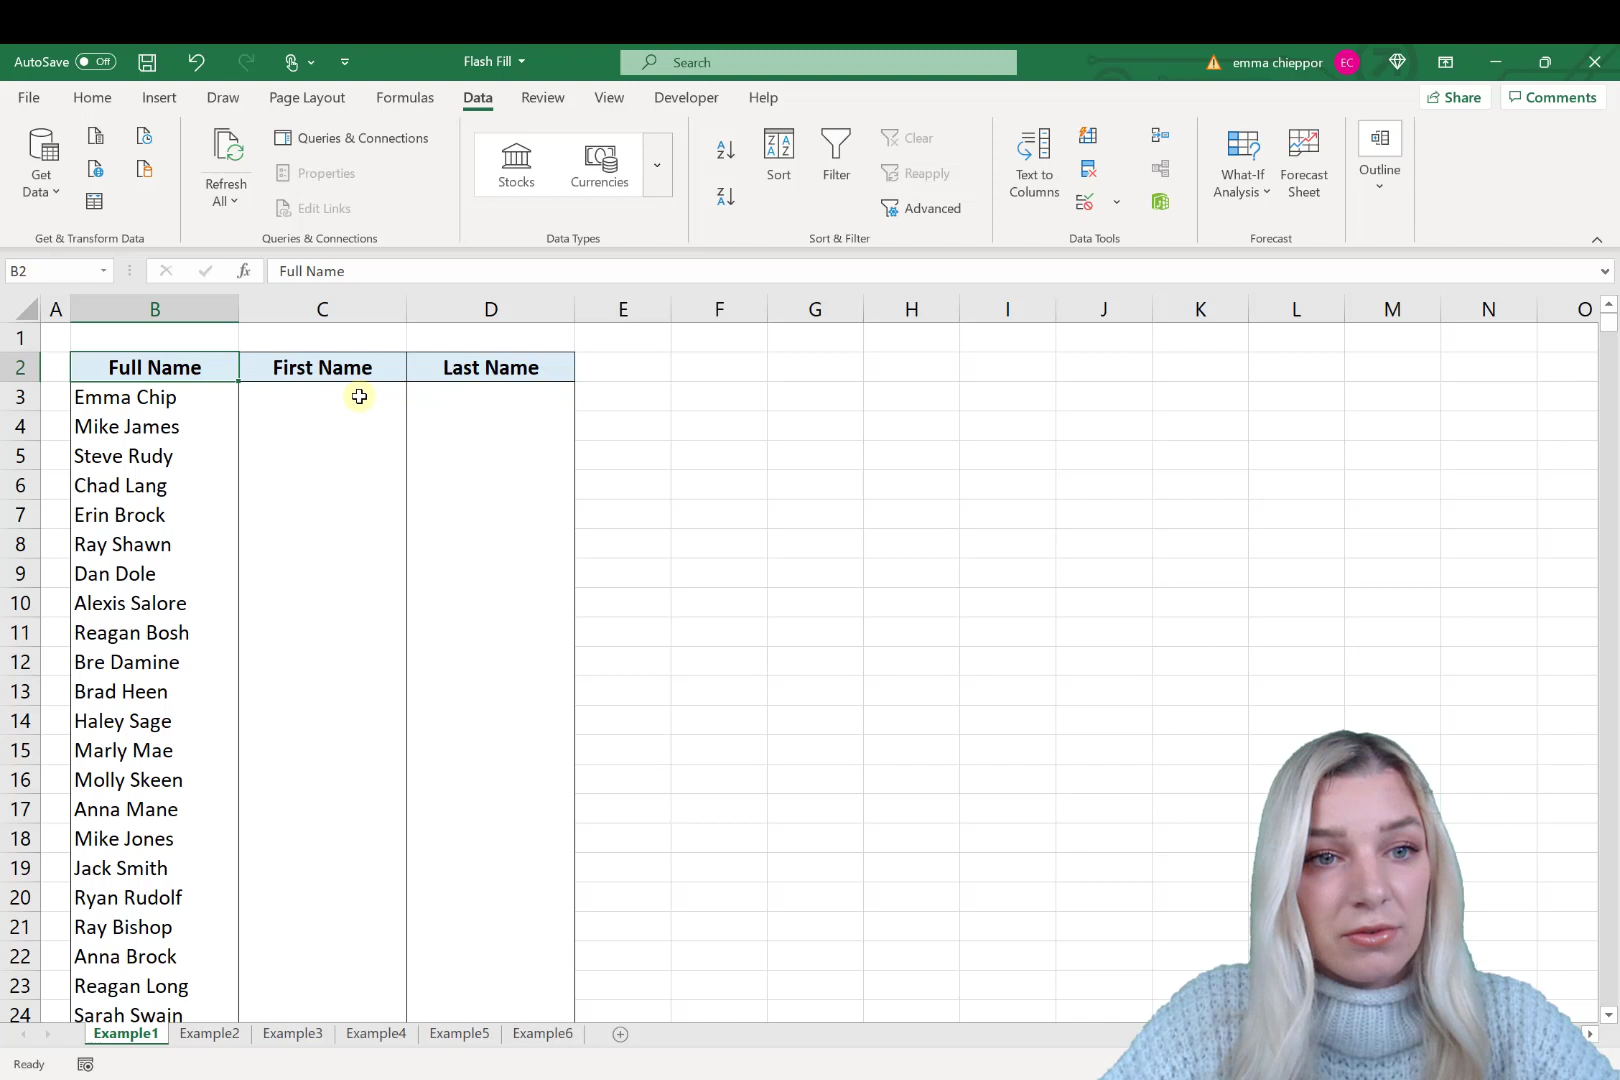 AutoSave Off Flash Fill Search emma chieppor EC
File Home Insert Draw Page Layout Formulas Data Review View Developer Help Share Comments
Get Data
Refresh All
Queries & Connections
Properties
Edit Links
Stocks Currencies
Sort Filter
Clear
Reapply
Advanced
Text to Columns
What-If Analysis
Forecast Sheet
Outline
Get & Transform Data Queries & Connections Data Types Sort & Filter Data Tools Forecast
B2 fx Full Name
A B C D E F G H I J K L M N O
1
2 Full Name First Name Last Name
3 Emma Chip
4 Mike James
5 Steve Rudy
6 Chad Lang
7 Erin Brock
8 Ray Shawn
9 Dan Dole
10 Alexis Salore
11 Reagan Bosh
12 Bre Damine
13 Brad Heen
14 Haley Sage
15 Marly Mae
16 Molly Skeen
17 Anna Mane
18 Mike Jones
19 Jack Smith
20 Ryan Rudolf
21 Ray Bishop
22 Anna Brock
23 Reagan Long
24 Sarah Swain
Example1 Example2 Example3 Example4 Example5 Example6
Ready